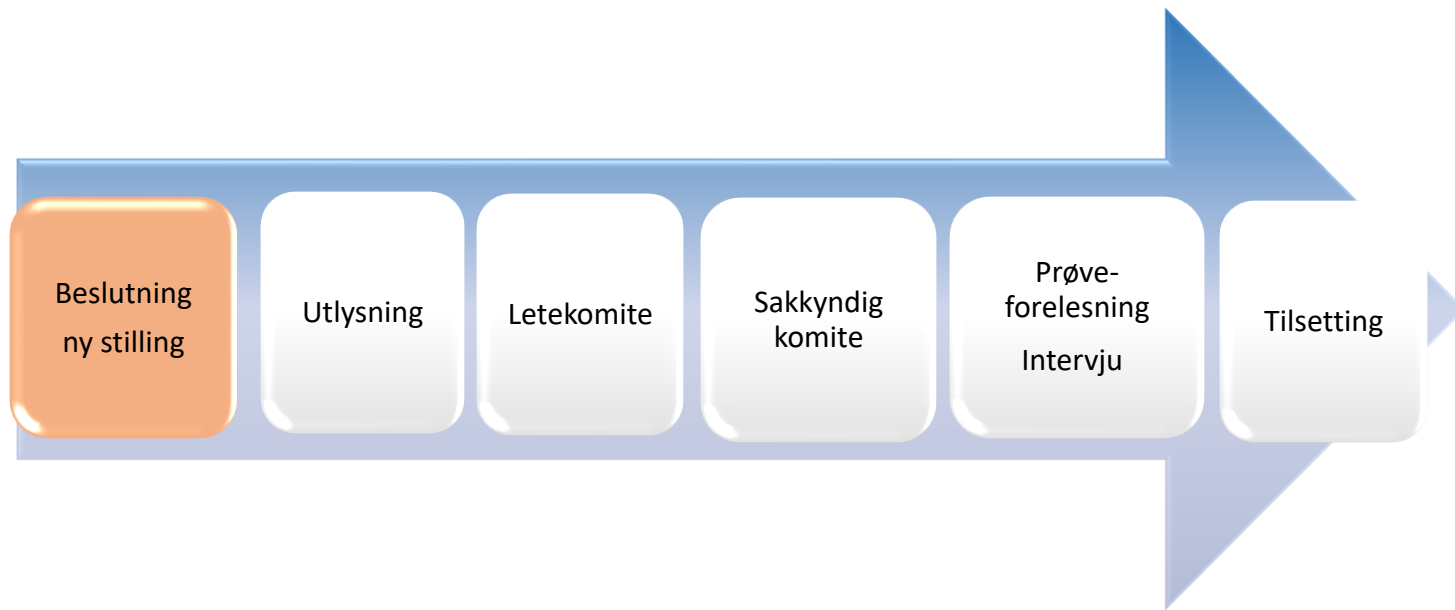 Beslutning
ny stilling
Utlysning
Letekomite
Sakkyndig
komite
Prøve-
forelesning
Intervju
Tilsetting